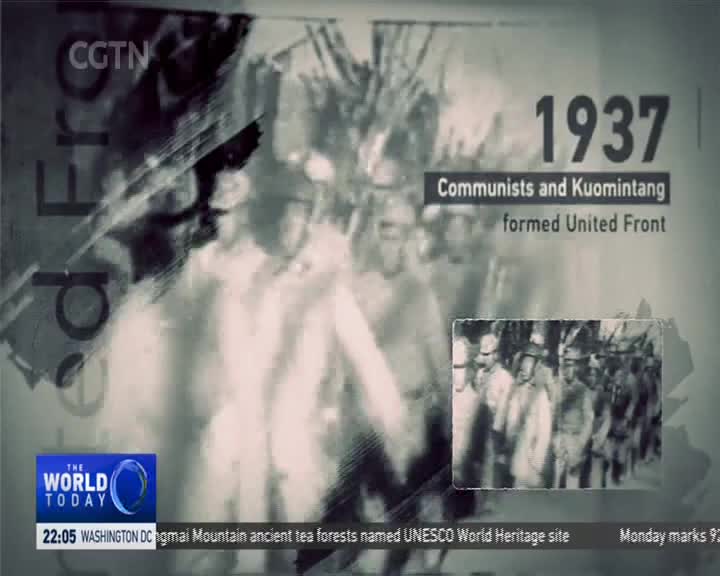 CGTN
1937
Communists and Kuomintang
formed United Front
THE
WORLD
TODAY
22:05 WASHINGTON DC
Mountain ancient tea forests named UNESCO World Heritage site Monday marks